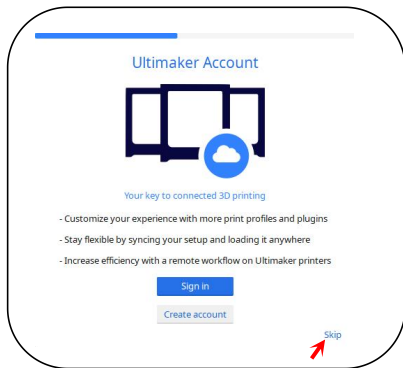 Ultimaker Account
Your key to connected 3D printing
- Customize your experience with more print profiles and plugins
- Stay flexible by syncing your setup and loading it anywhere
- Increase efficiency with a remote workflow on Ultimaker printers
Sign in
Create account
Skip